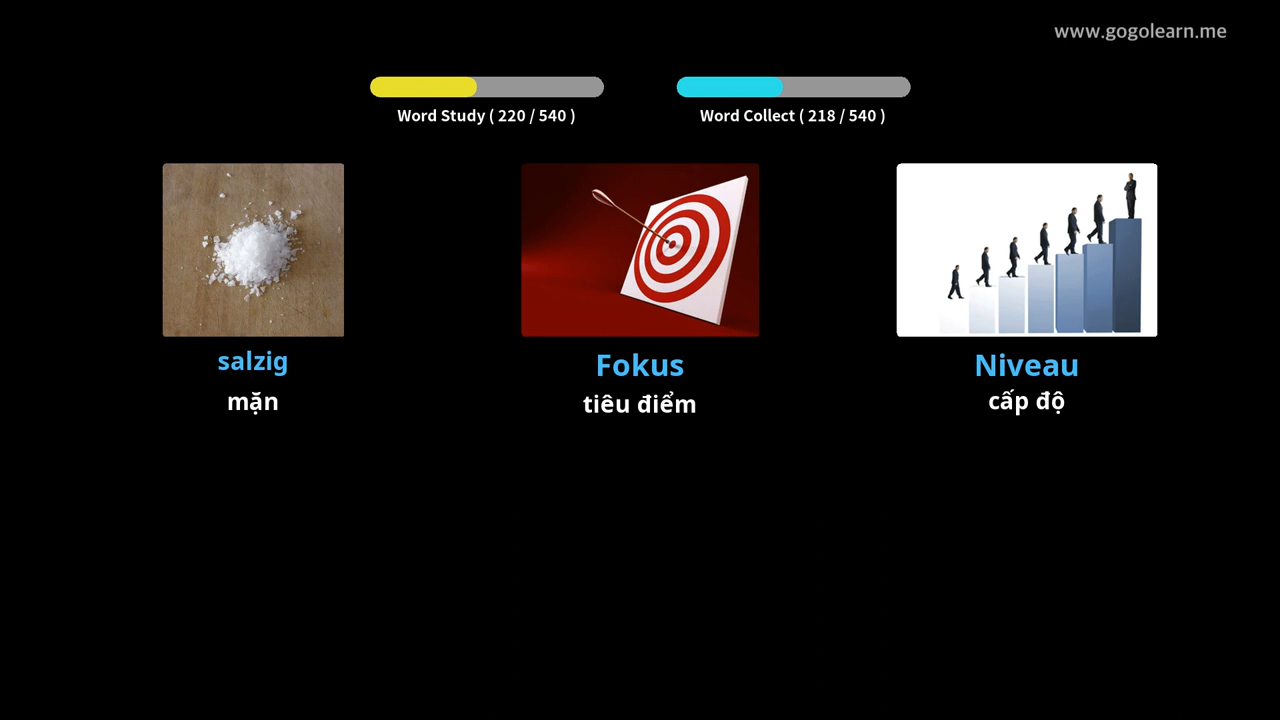 www.gogolearn.me
Word Study ( 220 / 540 )
Word Collect ( 218 / 540 )
salzig
mặn
Fokus
tiêu điểm
Niveau
cấp độ